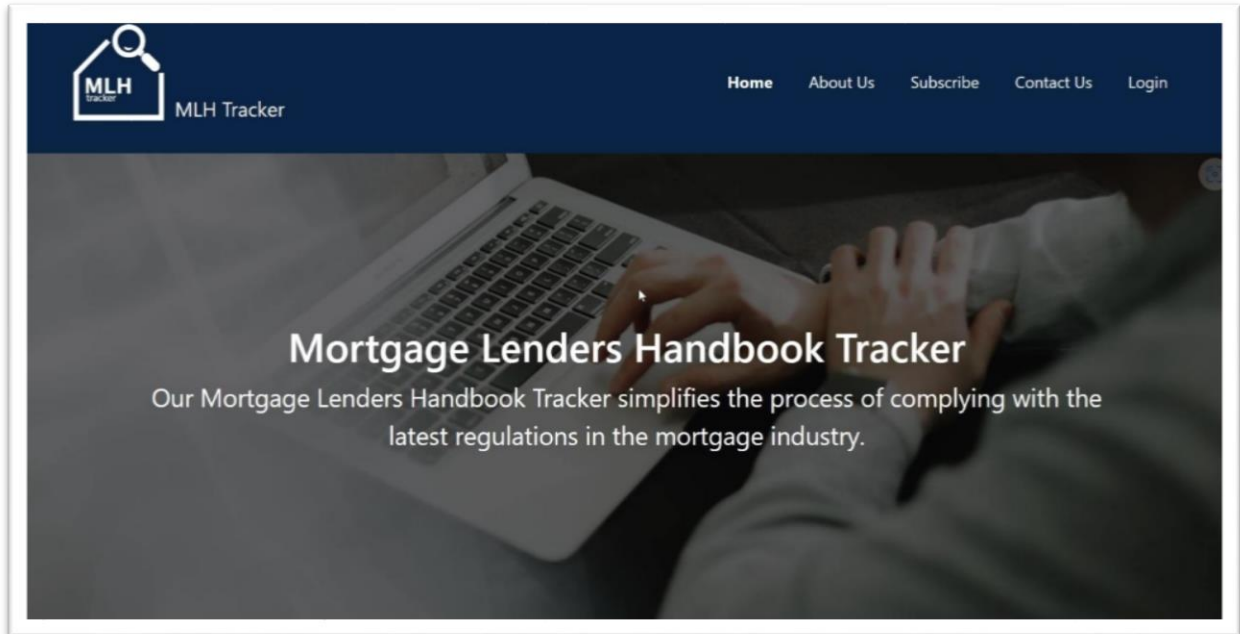 MLH
tracker
MLH Tracker
Home About Us Subscribe Contact Us Login
Mortgage Lenders Handbook Tracker
Our Mortgage Lenders Handbook Tracker simplifies the process of complying with the
latest regulations in the mortgage industry.